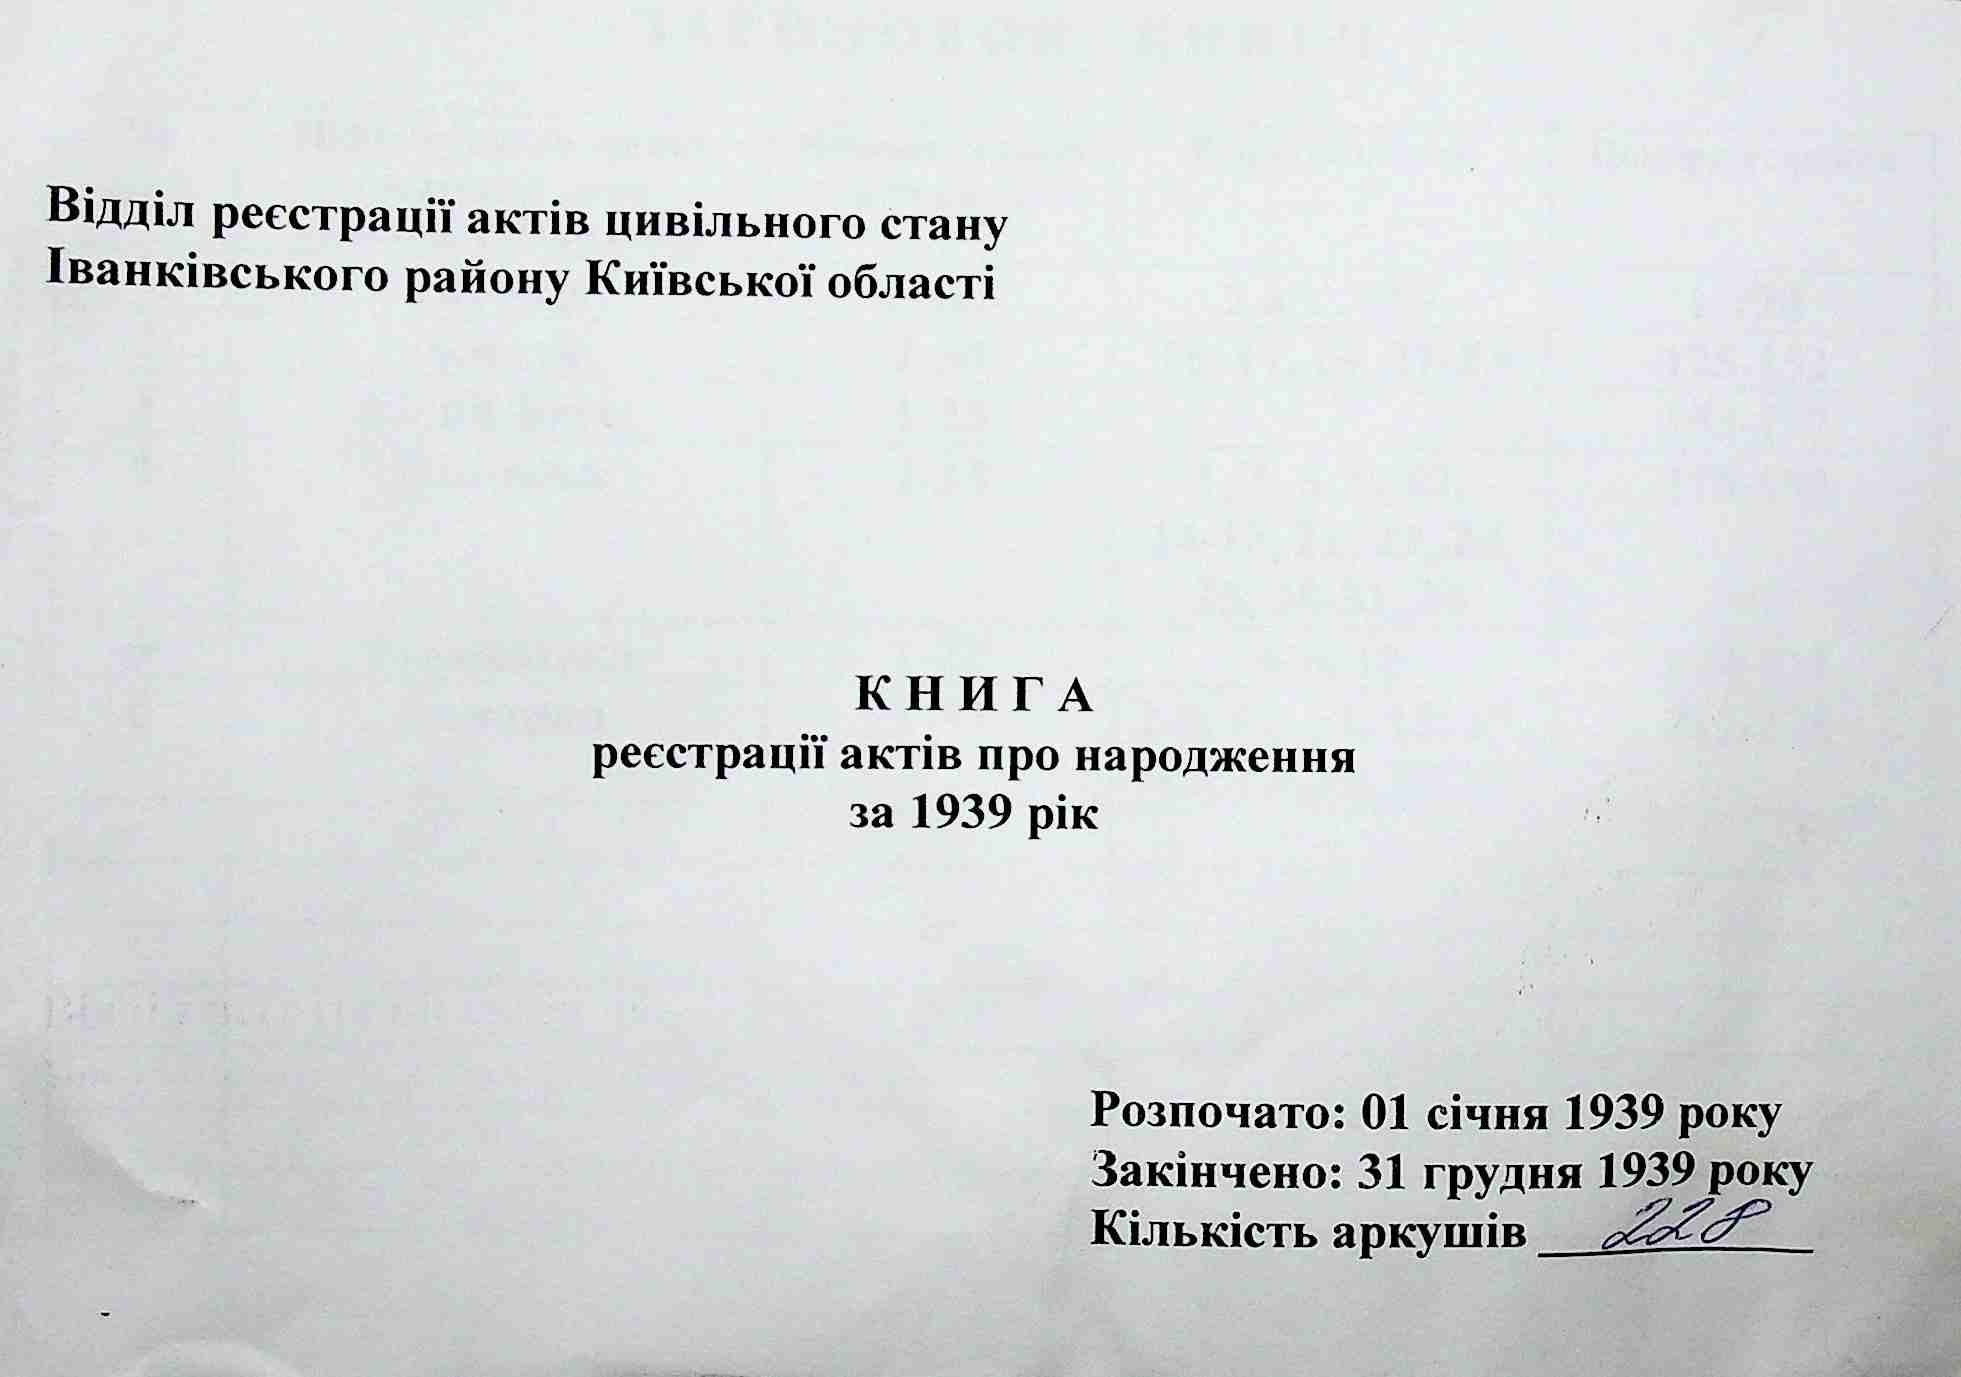 Відділ реєстрації актів цивільного стану
Іванківського району Київської області
К Н И Г А
реєстрації актів про народження
за 1939 рік
Розпочато: 01 січня 1939 року
Закінчено: 31 грудня 1939 року
Кількість аркушів 228